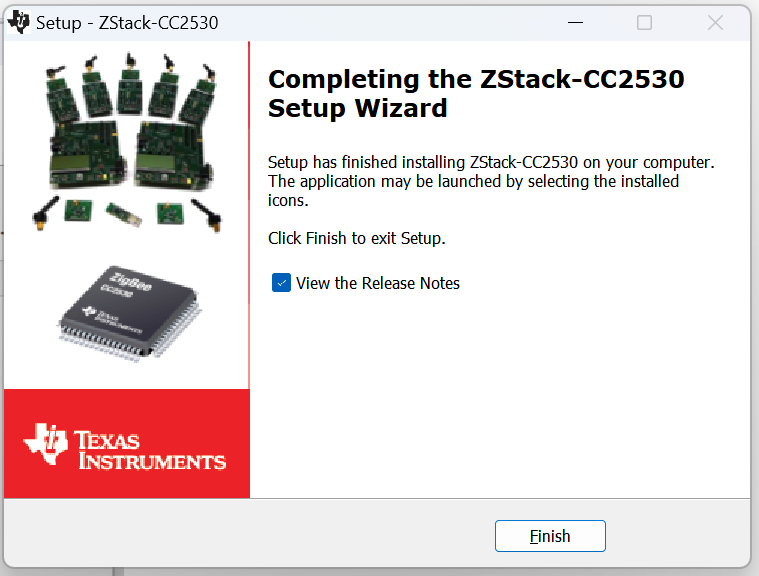 Setup - ZStack-CC2530
Completing the ZStack-CC2530
Setup Wizard
Setup has finished installing ZStack-CC2530 on your computer.
The application may be launched by selecting the installed
icons.
Click Finish to exit Setup.
View the Release Notes
ZigBee
CC2530
TEXAS
INSTRUMENTS
TEXAS
INSTRUMENTS
Finish